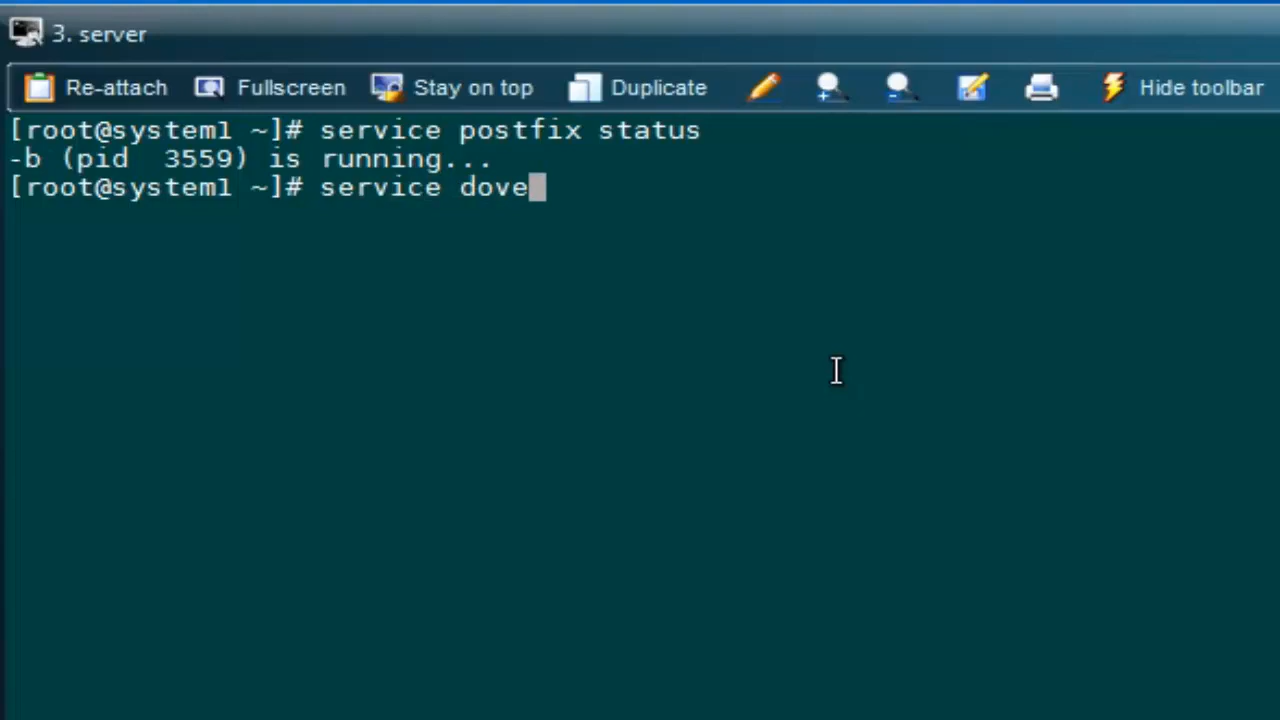 3. server
Re-attach Fullscreen Stay on top Duplicate Hide toolbar
[root@system1 ~]# service postfix status
-b (pid  3559) is running...
[root@system1 ~]# service dove